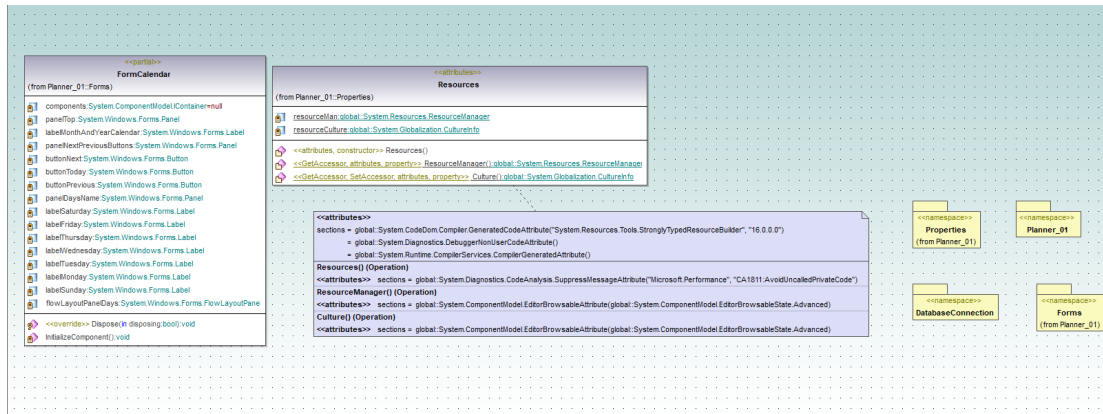 <<partial>>
FormCalendar
(from Planner_01::Forms)
components:System.ComponentModel.IContainer=null
panelTop:System.Windows.Forms.Panel
labelMonthAndYearCalendar:System.Windows.Forms.Label
panelNextPreviousButtons:System.Windows.Forms.Panel
buttonNext:System.Windows.Forms.Button
buttonToday:System.Windows.Forms.Button
buttonPrevious:System.Windows.Forms.Button
panelDaysName:System.Windows.Forms.Panel
labelSaturday:System.Windows.Forms.Label
labelFriday:System.Windows.Forms.Label
labelThursday:System.Windows.Forms.Label
labelWednesday:System.Windows.Forms.Label
labelTuesday:System.Windows.Forms.Label
labelMonday:System.Windows.Forms.Label
labelSunday:System.Windows.Forms.Label
flowLayoutPanelDays:System.Windows.Forms.FlowLayoutPane
<<override>> Dispose(in disposing:bool):void
InitializeComponent():void
<<attributes>>
Resources
(from Planner_01::Properties)
resourceMan:global::System.Resources.ResourceManager
resourceCulture:global::System.Globalization.CultureInfo
<<attributes, constructor>> Resources()
<<GetAccessor, attributes, property>> ResourceManager():global::System.Resources.ResourceManager
<<GetAccessor, SetAccessor, attributes, property>> Culture():global::System.Globalization.CultureInfo
<<attributes>>
sections = global::System.CodeDom.Compiler.GeneratedCodeAttribute("System.Resources.Tools.StronglyTypedResourceBuilder", "16.0.0.0")
= global::System.Diagnostics.DebuggerNonUserCodeAttribute()
= global::System.Runtime.CompilerServices.CompilerGeneratedAttribute()
Resources() (Operation)
<<attributes>> sections = global::System.Diagnostics.CodeAnalysis.SuppressMessageAttribute("Microsoft.Performance", "CA1811:AvoidUncalledPrivateCode")
ResourceManager() (Operation)
<<attributes>> sections = global::System.ComponentModel.EditorBrowsableAttribute(global::System.ComponentModel.EditorBrowsableState.Advanced)
Culture() (Operation)
<<attributes>> sections = global::System.ComponentModel.EditorBrowsableAttribute(global::System.ComponentModel.EditorBrowsableState.Advanced)
<<namespace>>
Properties
(from Planner_01)
<<namespace>>
Planner_01
<<namespace>>
DatabaseConnection
<<namespace>>
Forms
(from Planner_01)